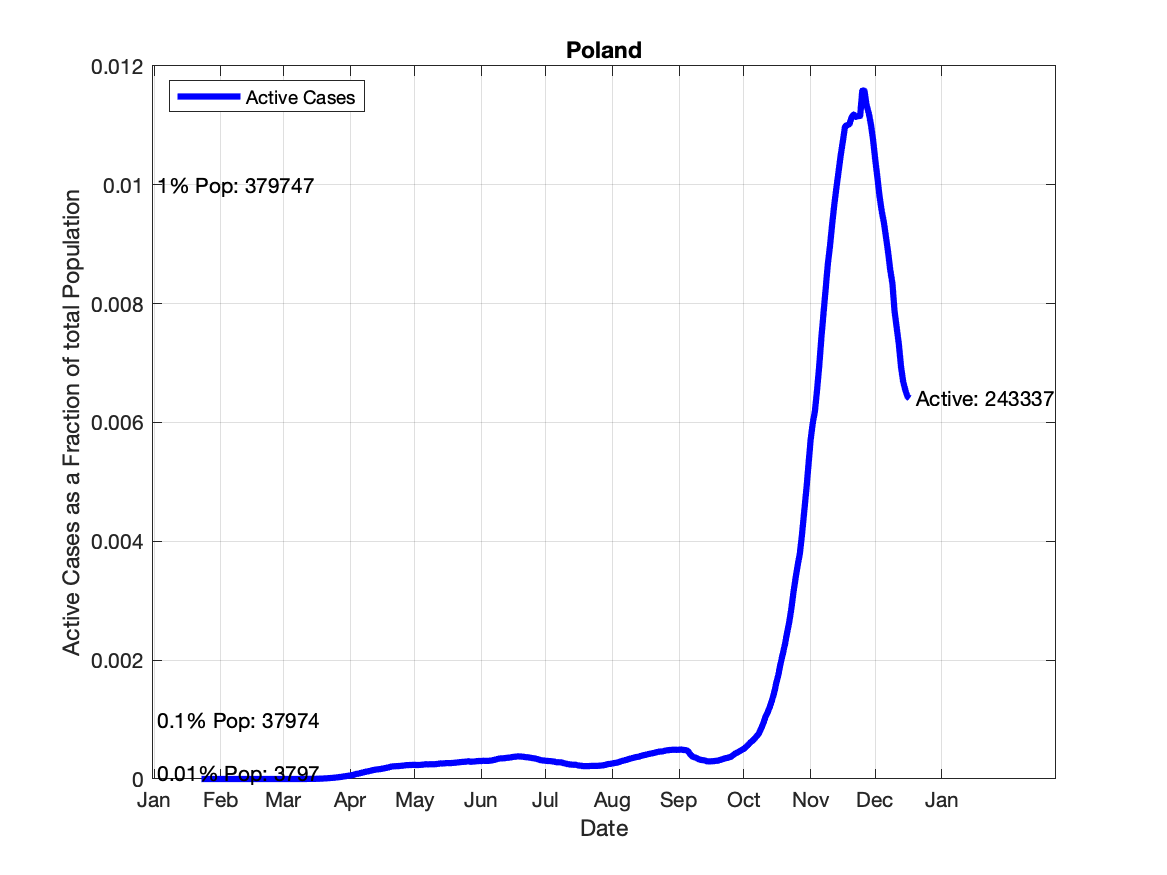 Poland
Active Cases
0.012
0.01
0.008
0.006
0.004
0.002
0
Active Cases as a Fraction of total Population
1% Pop: 379747
Active: 243337
0.1% Pop: 37974
0.01% Pop: 3797
Jan Feb Mar Apr May Jun Jul Aug Sep Oct Nov Dec Jan
Date